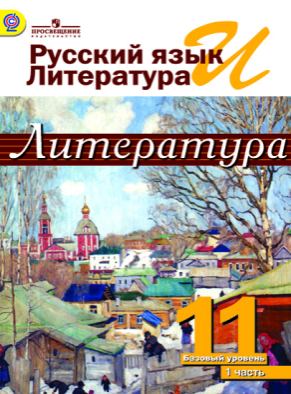 ПРОСВЕЩЕНИЕ
ИЗДАТЕЛЬСТВО
Русский язык
И
Литература
Литература
11
Базовый уровень
1 часть